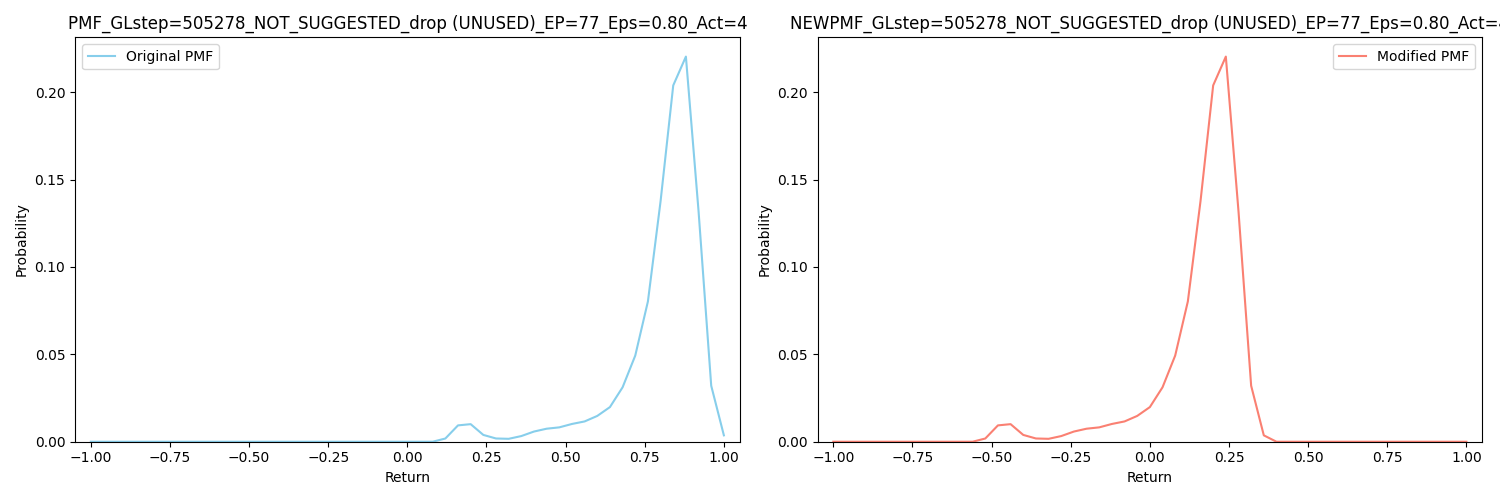 PMF_GLstep=505278_NOT_SUGGESTED_drop (UNUSED)_EP=77_Eps=0.80_Act=4
Original PMF
0.20
0.15
0.10
0.05
0.00
Probability
−1.00 −0.75 −0.50 −0.25 0.00 0.25 0.50 0.75 1.00
Return
NEWPMF_GLstep=505278_NOT_SUGGESTED_drop (UNUSED)_EP=77_Eps=0.80_Act=
Modified PMF
0.20
0.15
0.10
0.05
0.00
Probability
−1.00 −0.75 −0.50 −0.25 0.00 0.25 0.50 0.75 1.00
Return